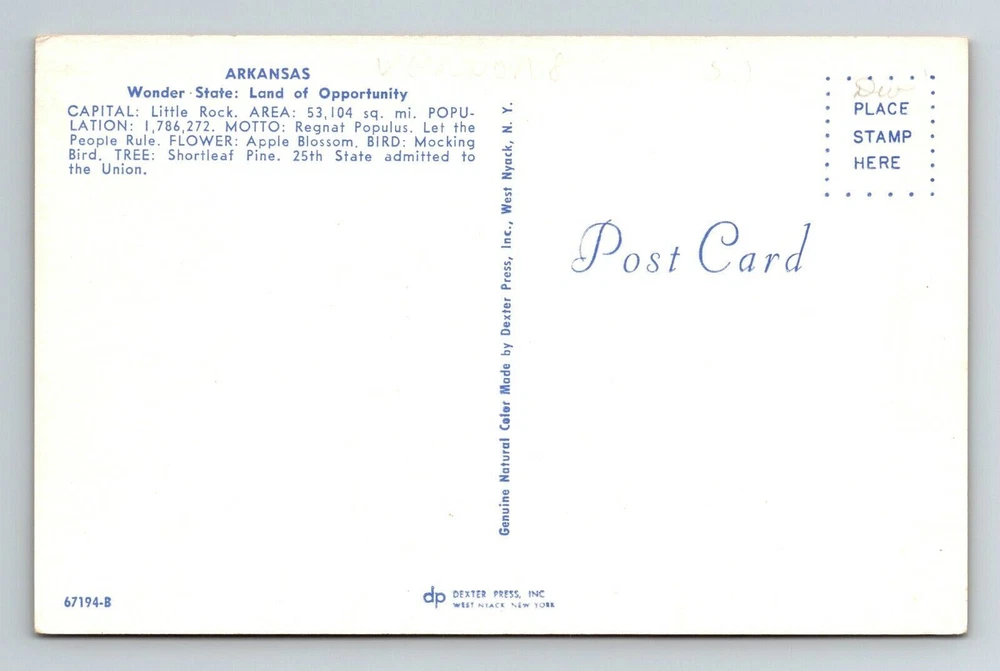 ARKANSAS
Wonder State: Land of Opportunity
CAPITAL: Little Rock. AREA: 53,104 sq. mi. POPU-
LATION: 1,786,272. MOTTO: Regnat Populus. Let the
People Rule. FLOWER: Apple Blossom. BIRD: Mocking
Bird. TREE: Shortleaf Pine. 25th State admitted to
the Union.
Genuine Natural Color Made by Dexter Press, Inc., West Nyack, N. Y.
PLACE
STAMP
HERE
Post Card
67194-B
dp DEXTER PRESS, INC
WEST NYACK NEW YORK